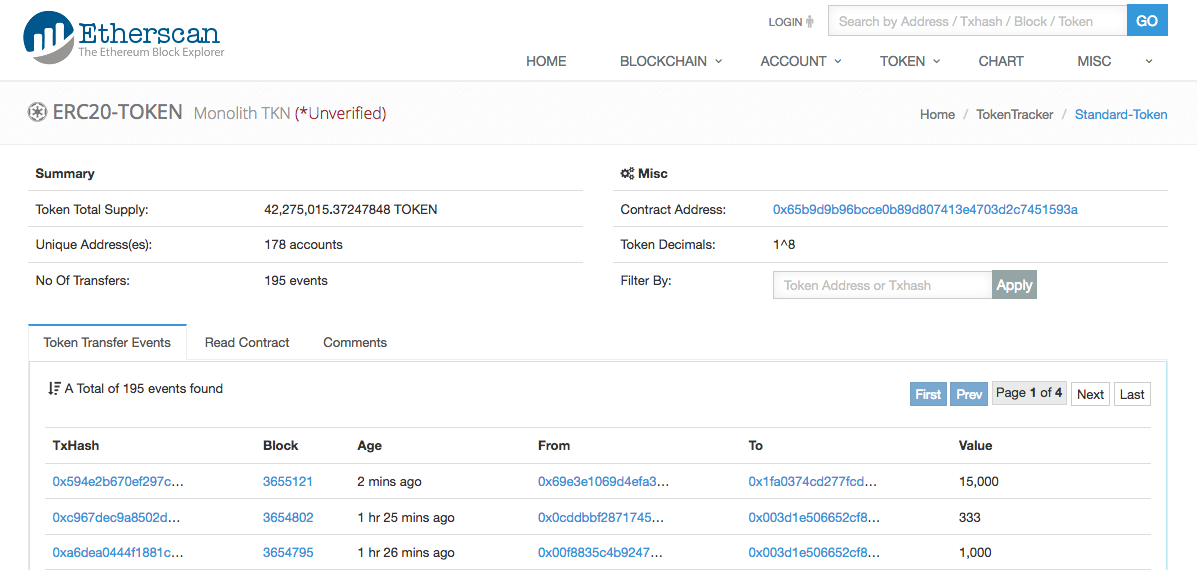 Etherscan
The Ethereum Block Explorer
LOGIN
Search by Address / Txhash / Block / Token
GO
HOME BLOCKCHAIN ACCOUNT TOKEN CHART MISC
ERC20-TOKEN Monolith TKN (*Unverified)
Home / TokenTracker / Standard-Token
Summary
Token Total Supply: 42,275,015.37247848 TOKEN
Unique Address(es): 178 accounts
No Of Transfers: 195 events
Misc
Contract Address: 0x65b9d9b96bcce0b89d807413e4703d2c7451593a
Token Decimals: 1^8
Filter By: Token Address or Txhash Apply
Token Transfer Events Read Contract Comments
A Total of 195 events found
First Prev Page 1 of 4 Next Last
TxHash Block Age From To Value
0x594e2b670ef297c... 3655121 2 mins ago 0x69e3e1069d4efa3... 0x1fa0374cd277fcd... 15,000
0xc967dec9a8502d... 3654802 1 hr 25 mins ago 0x0cddbbf2871745... 0x003d1e506652cf8... 333
0xa6dea0444f1881c... 3654795 1 hr 26 mins ago 0x00f8835c4b9247... 0x003d1e506652cf8... 1,000